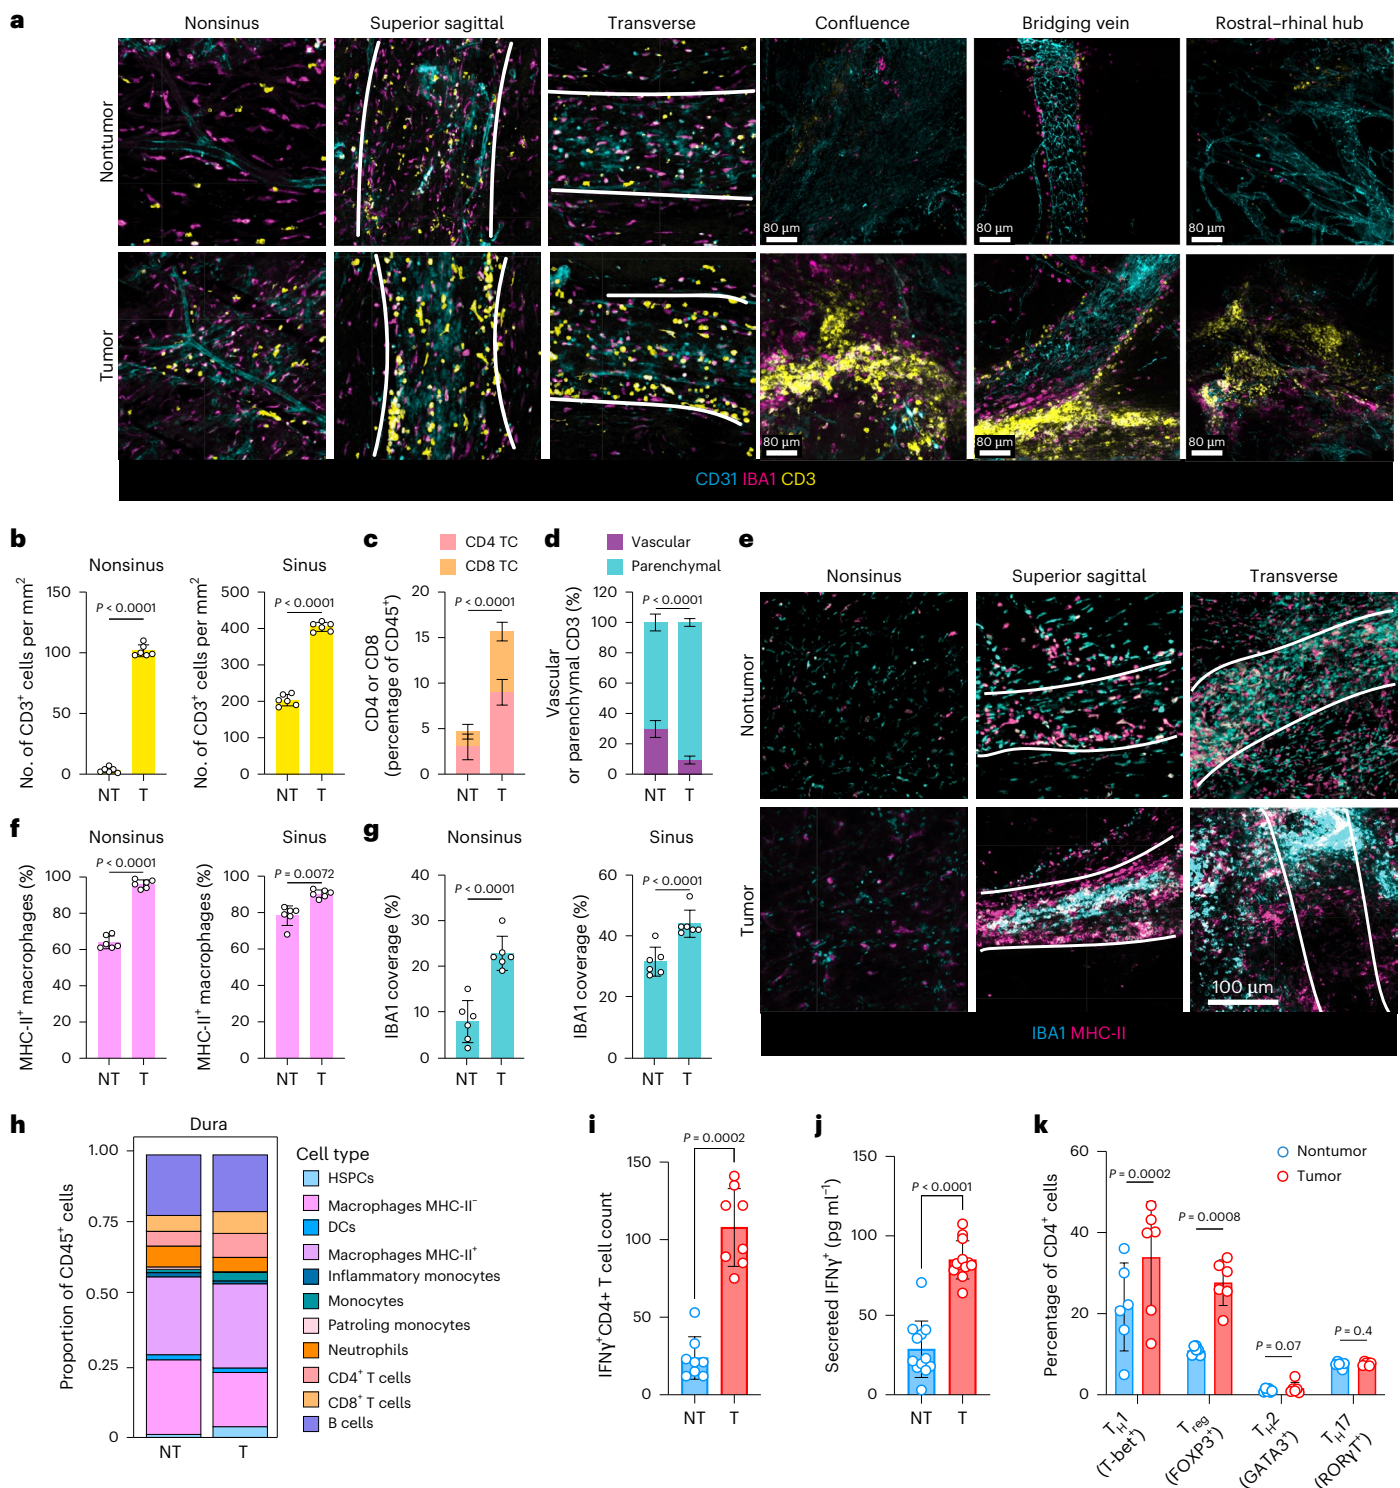 a
Nonsinus Superior sagittal Transverse Confluence Bridging vein Rostral–rhinal hub
Nontumor
80 µm 80 µm 80 µm
Tumor
80 µm 80 µm 80 µm
CD31 IBA1 CD3
b
Nonsinus
No. of CD3⁺ cells per mm²
150
100
50
0
P < 0.0001
NT T
Sinus
No. of CD3⁺ cells per mm²
500
400
300
200
100
0
P < 0.0001
NT T
c
CD4 TC
CD8 TC
CD4 or CD8
(percentage of CD45⁺)
20
15
10
5
0
P < 0.0001
NT T
d
Vascular
Parenchymal
Vascular
or parenchymal CD3 (%)
120
100
80
60
40
20
0
P < 0.0001
NT T
e
Nonsinus Superior sagittal Transverse
Nontumor
Tumor
100 µm
IBA1 MHC-II
f
Nonsinus
MHC-II⁺ macrophages (%)
100
80
60
40
20
0
P < 0.0001
NT T
Sinus
MHC-II⁺ macrophages (%)
100
80
60
40
20
0
P = 0.0072
NT T
g
Nonsinus
IBA1 coverage (%)
40
30
20
10
0
P < 0.0001
NT T
Sinus
IBA1 coverage (%)
60
40
20
0
P < 0.0001
NT T
h
Dura
Proportion of CD45⁺ cells
1.00
0.75
0.50
0.25
0
NT T
Cell type
HSPCs
Macrophages MHC-II⁻
DCs
Macrophages MHC-II⁺
Inflammatory monocytes
Monocytes
Patroling monocytes
Neutrophils
CD4⁺ T cells
CD8⁺ T cells
B cells
i
IFNγ⁺CD4+ T cell count
150
100
50
0
P = 0.0002
NT T
j
Secreted IFNγ⁺ (pg ml⁻¹)
150
100
50
0
P < 0.0001
NT T
k
Percentage of CD4⁺ cells
60
40
20
0
Nontumor
Tumor
P = 0.0002
P = 0.0008
P = 0.07
P = 0.4
T_H1
(T-bet⁺)
T_reg
(FOXP3⁺)
T_H2
(GATA3⁺)
T_H17
(RORγT⁺)